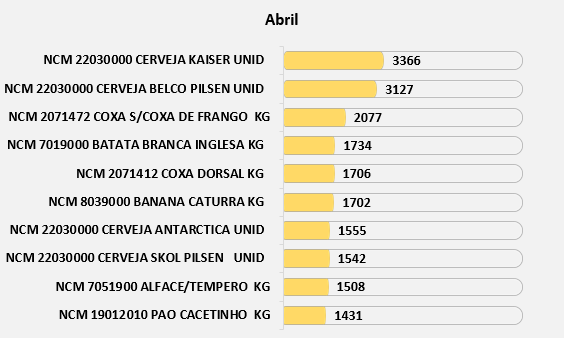 Abril
NCM 22030000 CERVEJA KAISER UNID 3366
NCM 22030000 CERVEJA BELCO PILSEN UNID 3127
NCM 2071472 COXA S/COXA DE FRANGO KG 2077
NCM 7019000 BATATA BRANCA INGLESA KG 1734
NCM 2071412 COXA DORSAL KG 1706
NCM 8039000 BANANA CATURRA KG 1702
NCM 22030000 CERVEJA ANTARCTICA UNID 1555
NCM 22030000 CERVEJA SKOL PILSEN UNID 1542
NCM 7051900 ALFACE/TEMPERO KG 1508
NCM 19012010 PAO CACETINHO KG 1431